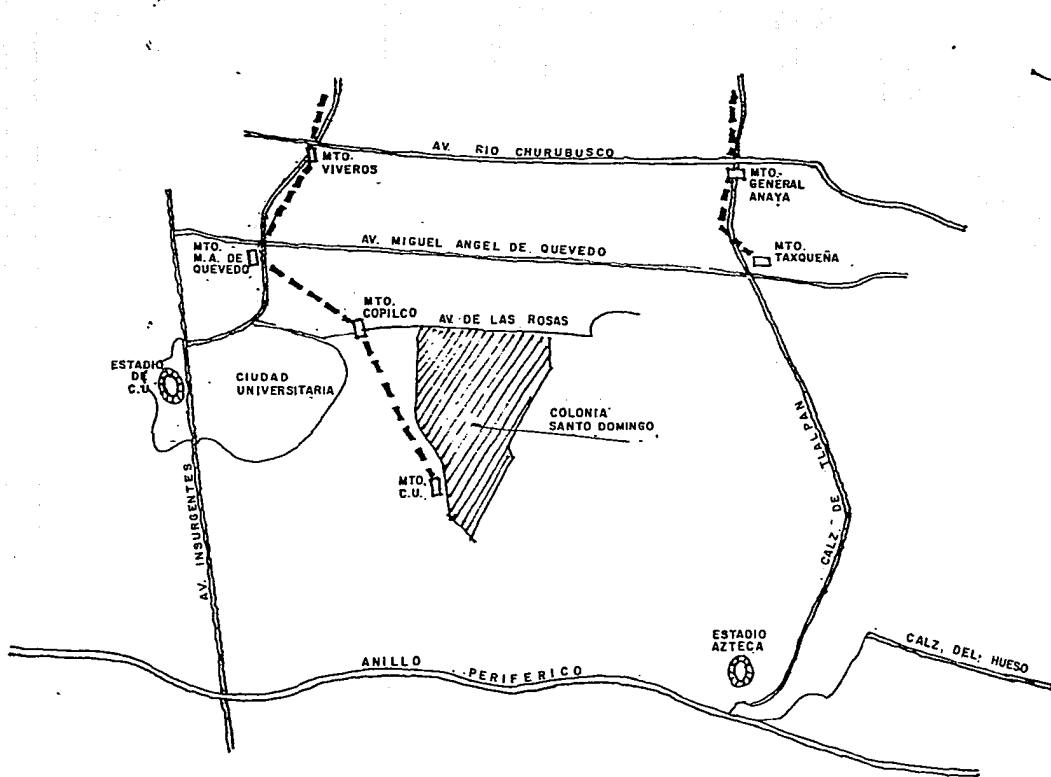 AV. RIO CHURUBUSCO
MTO.
VIVEROS
MTO.
GENERAL
ANAYA
AV. MIGUEL ANGEL DE QUEVEDO
MTO.
M.A. DE
QUEVEDO
MTO.
TAXQUEÑA
MTO.
COPILCO
AV. DE LAS ROSAS
ESTADIO
DE
C.U.
CIUDAD
UNIVERSITARIA
COLONIA
SANTO DOMINGO
MTO.
C.U.
AV. INSURGENTES
CALZ. DE TLALPAN
ESTADIO
AZTECA
CALZ. DEL HUESO
ANILLO PERIFERICO